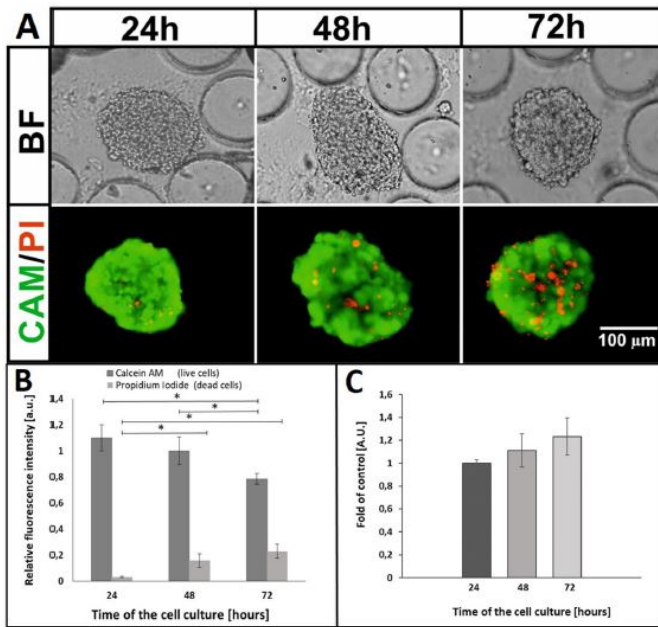 A
24h
48h
72h
BF
CAM/PI
100 µm
B
Calcein AM (live cells)
Propidium Iodide (dead cells)
Relative fluorescence intensity [a.u.]
1,4
1,2
1
0,8
0,6
0,4
0,2
0
*
*
*
*
24
48
72
Time of the cell culture [hours]
C
Fold of control [A.U.]
1,6
1,4
1,2
1
0,8
0,6
0,4
0,2
0
24
48
72
Time of the cell culture [hours]